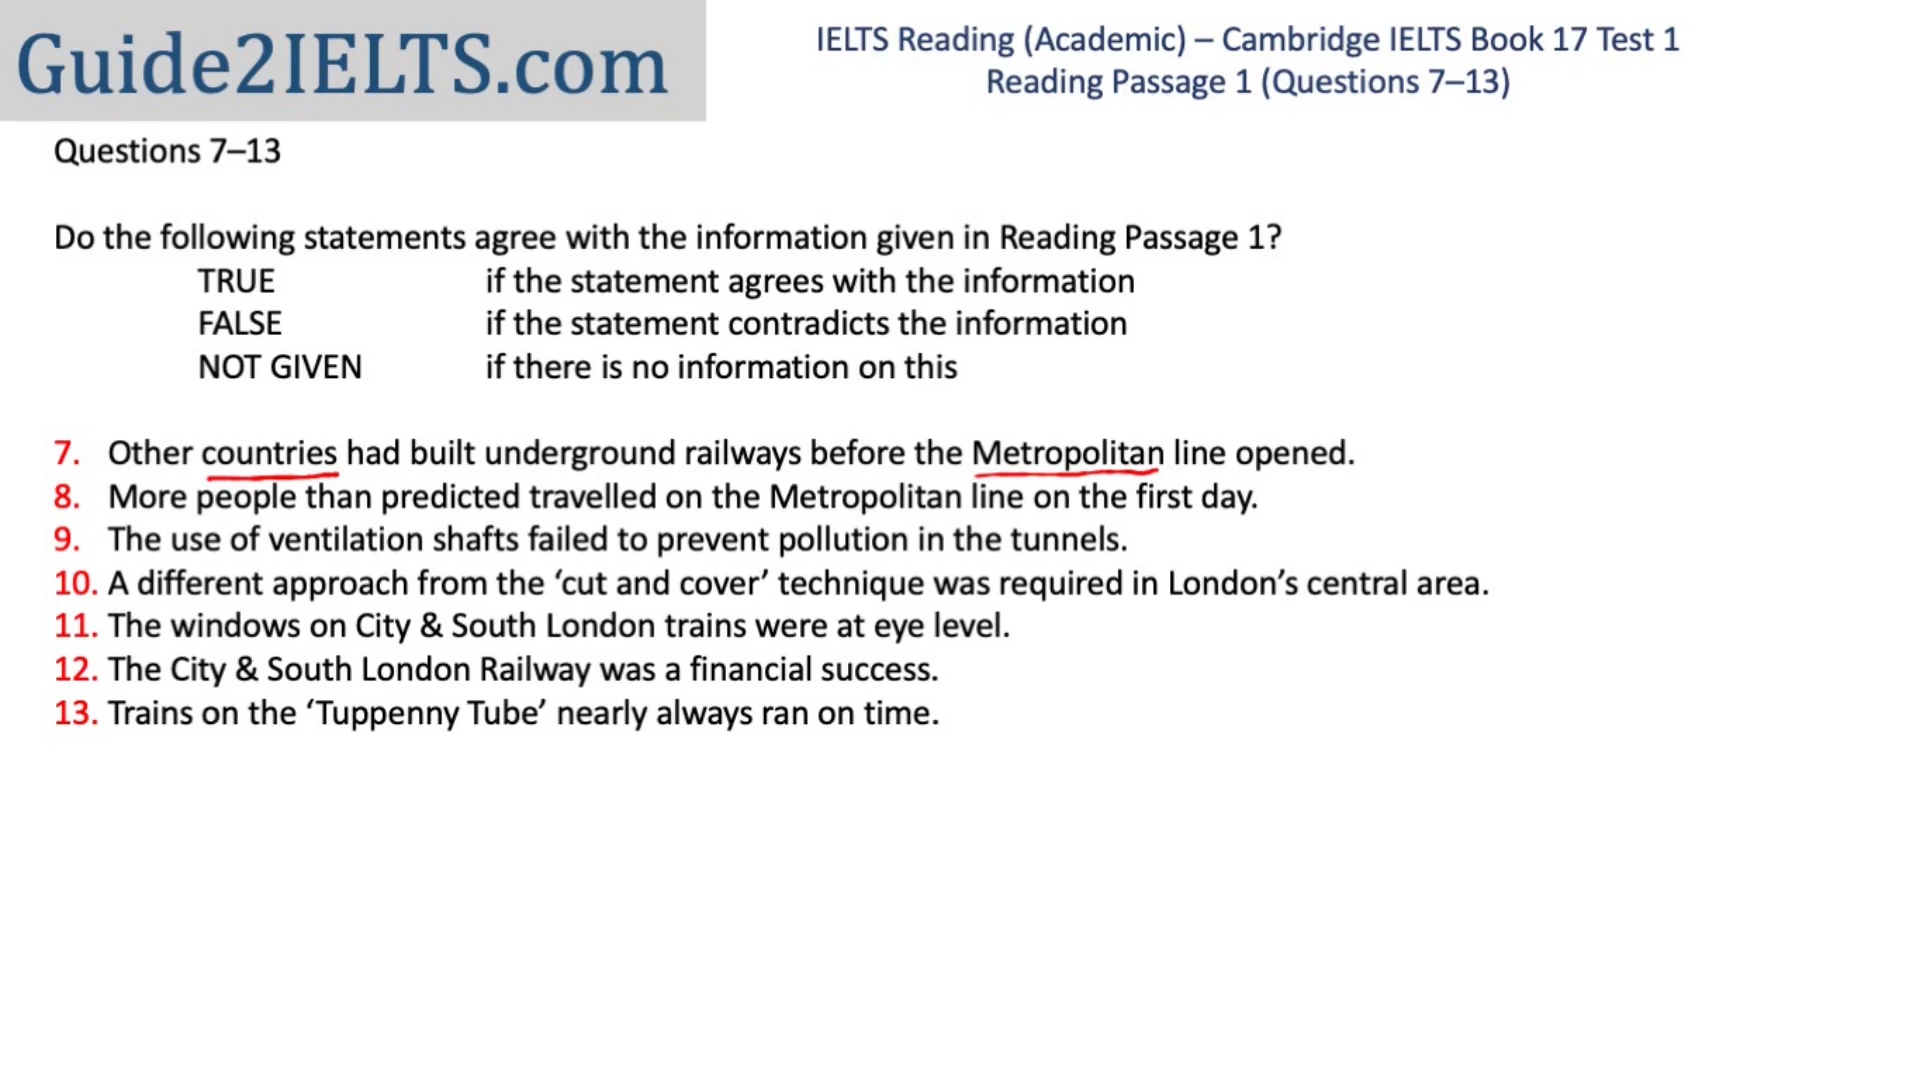 Guide2IELTS.com
IELTS Reading (Academic) – Cambridge IELTS Book 17 Test 1
Reading Passage 1 (Questions 7–13)
Questions 7–13
Do the following statements agree with the information given in Reading Passage 1?
TRUE if the statement agrees with the information
FALSE if the statement contradicts the information
NOT GIVEN if there is no information on this
7. Other countries had built underground railways before the Metropolitan line opened.
8. More people than predicted travelled on the Metropolitan line on the first day.
9. The use of ventilation shafts failed to prevent pollution in the tunnels.
10. A different approach from the ‘cut and cover’ technique was required in London’s central area.
11. The windows on City & South London trains were at eye level.
12. The City & South London Railway was a financial success.
13. Trains on the ‘Tuppenny Tube’ nearly always ran on time.